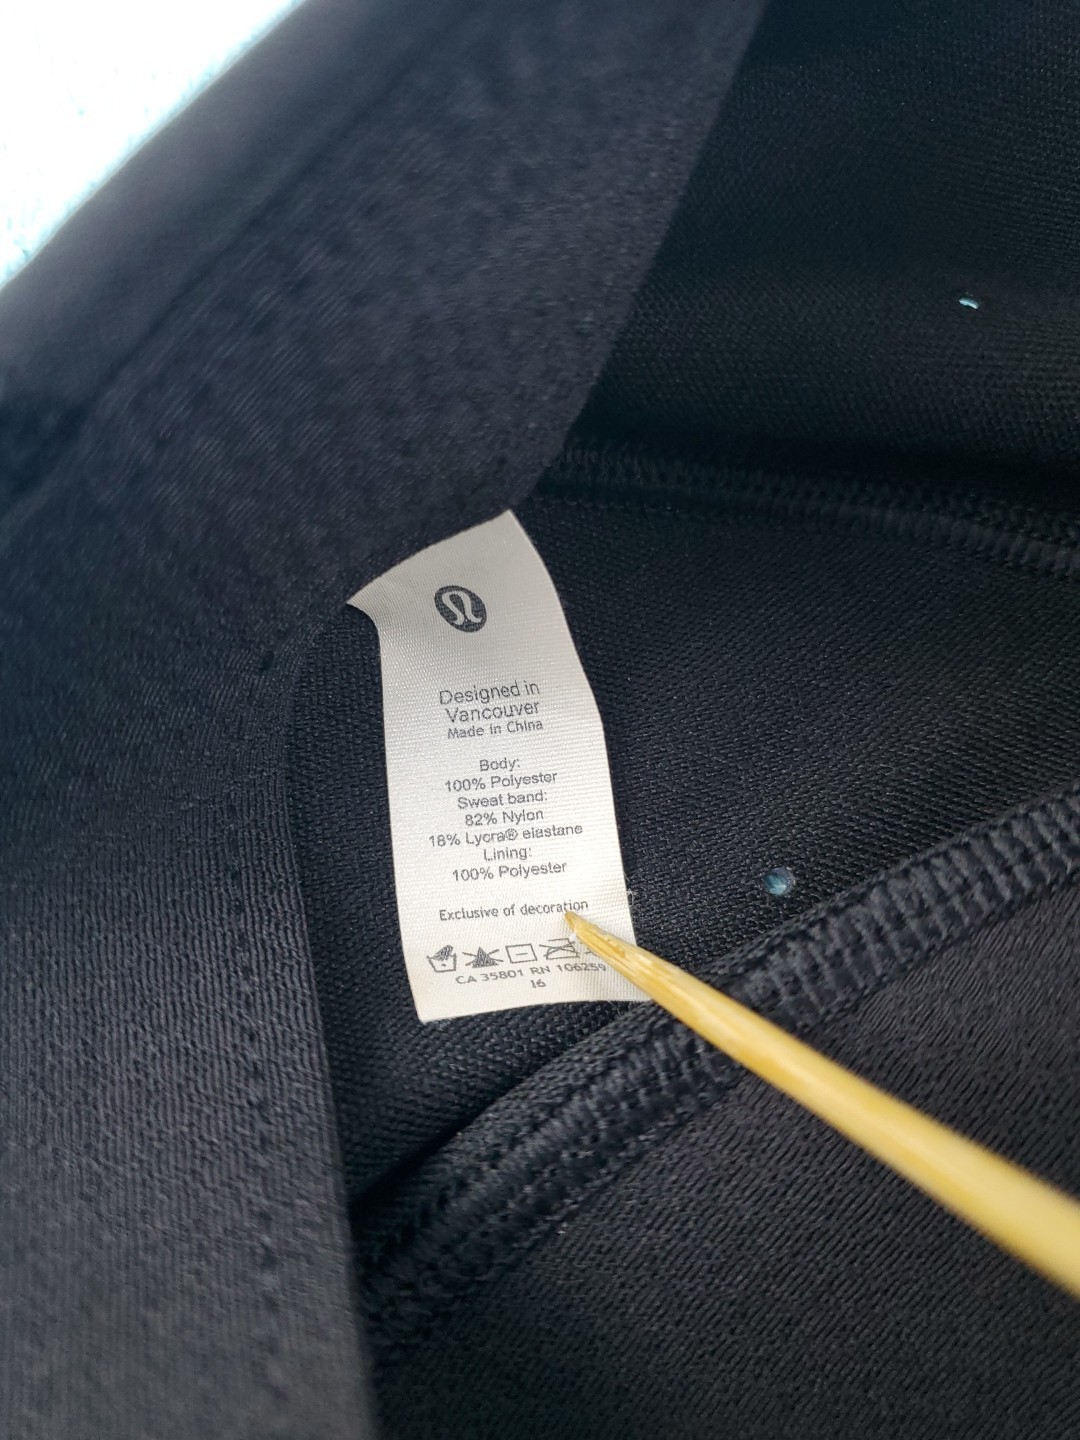 Designed in
Vancouver
Made in China
Body:
100% Polyester
Sweat band:
82% Nylon
18% Lycra® elastane
Lining:
100% Polyester
Exclusive of decoration
CA 35801 RN 106259
16